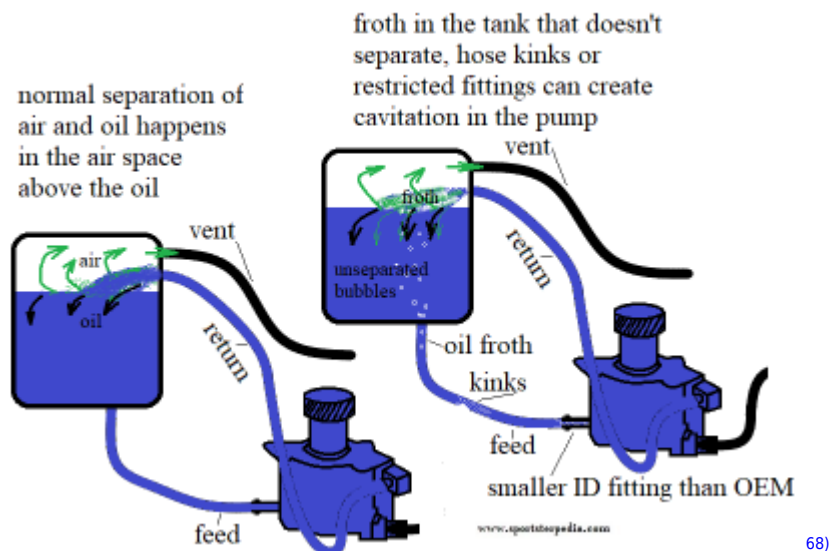 normal separation of
air and oil happens
in the air space
above the oil
vent
air
oil
return
feed
froth in the tank that doesn't
separate, hose kinks or
restricted fittings can create
cavitation in the pump
vent
froth
return
unseparated
bubbles
oil froth
kinks
feed
smaller ID fitting than OEM
www.sportsterpedia.com
68)